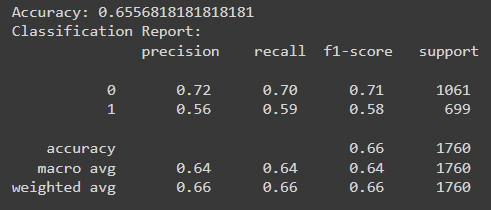 Accuracy: 0.6556818181818181
Classification Report:
precision recall f1-score support
0 0.72 0.70 0.71 1061
1 0.56 0.59 0.58 699
accuracy 0.66 1760
macro avg 0.64 0.64 0.64 1760
weighted avg 0.66 0.66 0.66 1760